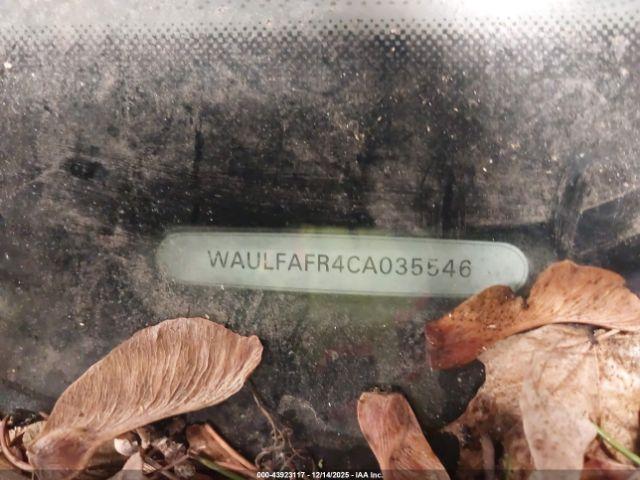 WAULFAFR4CA035546
000-43923117 - 12/14/2025 - IAA Inc.